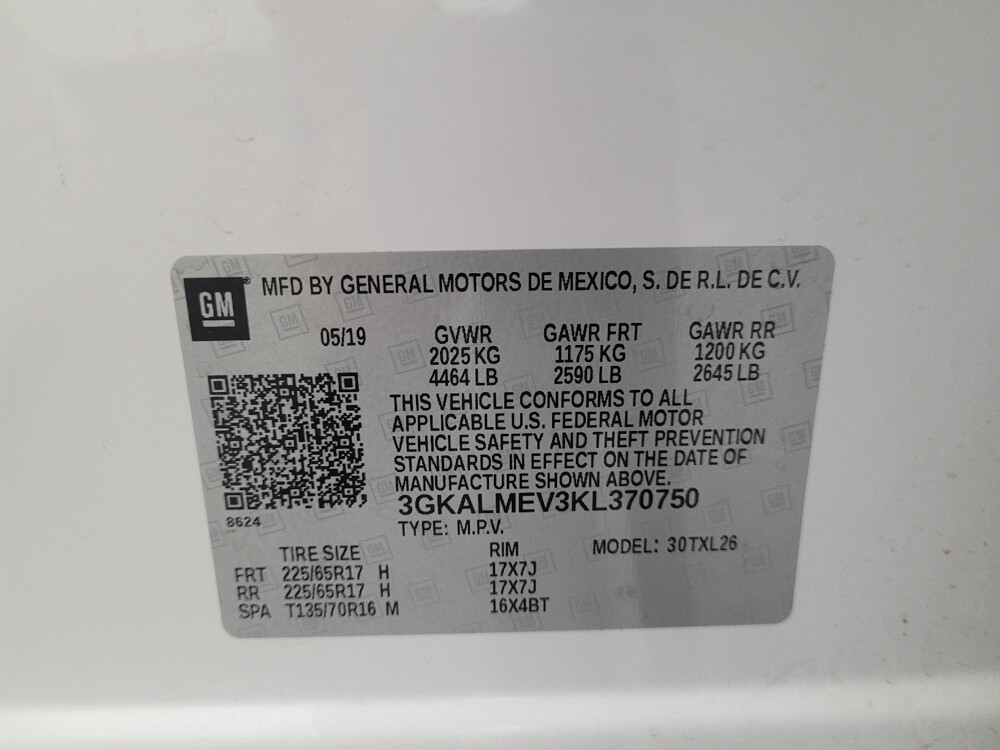 GM
MFD BY GENERAL MOTORS DE MEXICO, S. DE R.L. DE C.V.
05/19 GVWR GAWR FRT GAWR RR
2025 KG 1175 KG 1200 KG
4464 LB 2590 LB 2645 LB
THIS VEHICLE CONFORMS TO ALL
APPLICABLE U.S. FEDERAL MOTOR
VEHICLE SAFETY AND THEFT PREVENTION
STANDARDS IN EFFECT ON THE DATE OF
MANUFACTURE SHOWN ABOVE.
3GKALMEV3KL370750
8624
TYPE: M.P.V.
TIRE SIZE RIM MODEL: 30TXL26
FRT 225/65R17 H 17X7J
RR 225/65R17 H 17X7J
SPA T135/70R16 M 16X4BT